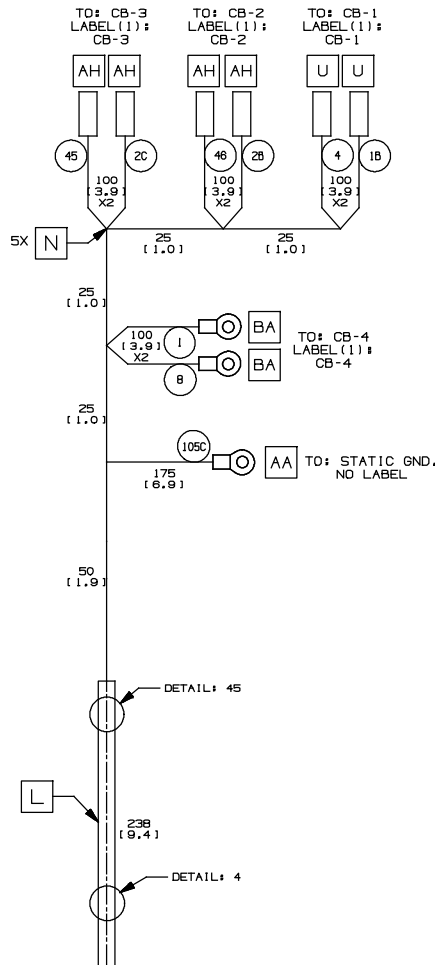 TO: CB-3
LABEL(1):
CB-3
TO: CB-2
LABEL(1):
CB-2
TO: CB-1
LABEL(1):
CB-1
AH AH AH AH U U
45 2C 46 2B 4 1B
100
[3.9]
X2
100
[3.9]
X2
100
[3.9]
X2
5X N
25
[1.0]
25
[1.0]
25
[1.0]
100
[3.9]
X2
1
8
BA
BA
TO: CB-4
LABEL(1):
CB-4
25
[1.0]
105C
175
[6.9]
AA
TO: STATIC GND.
NO LABEL
50
[1.9]
DETAIL: 45
L
238
[9.4]
DETAIL: 4